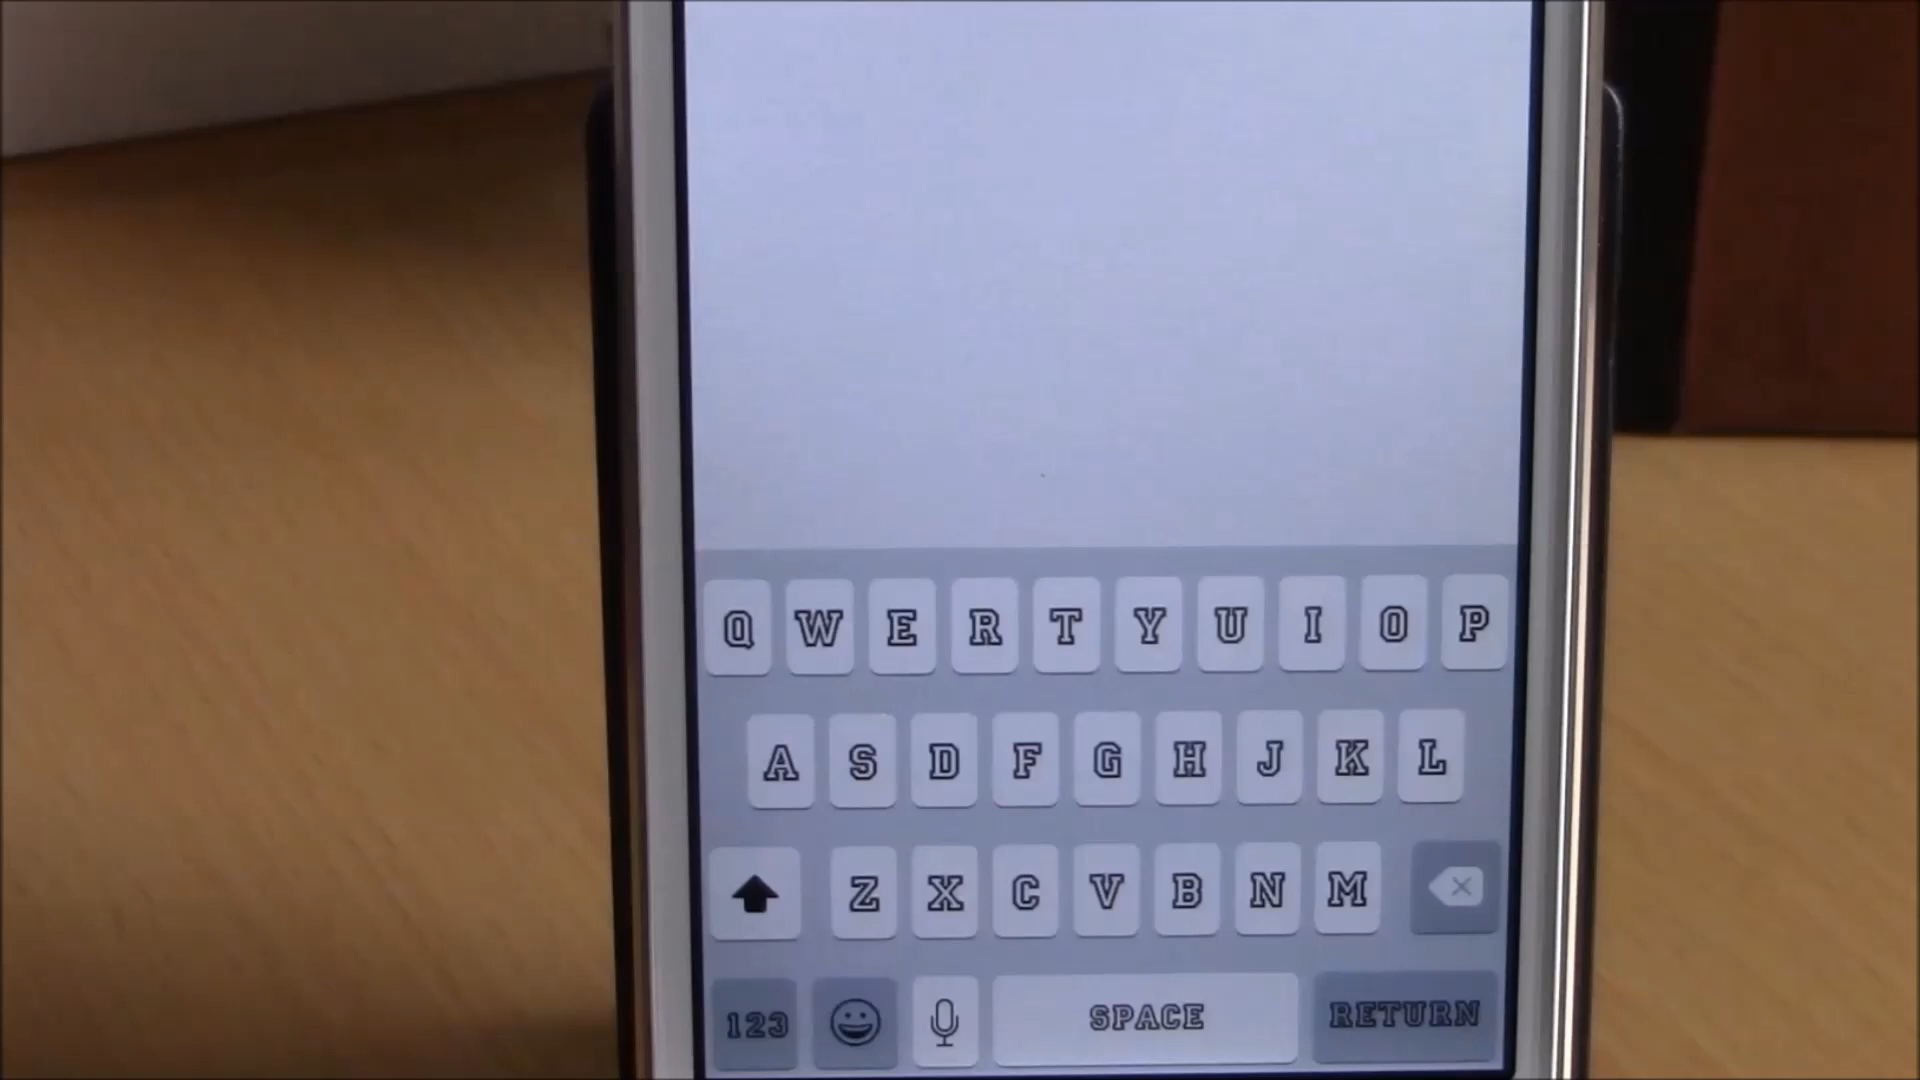 Q W E R T Y U I O P
A S D F G H J K L
Z X C V B N M
123 SPACE RETURN